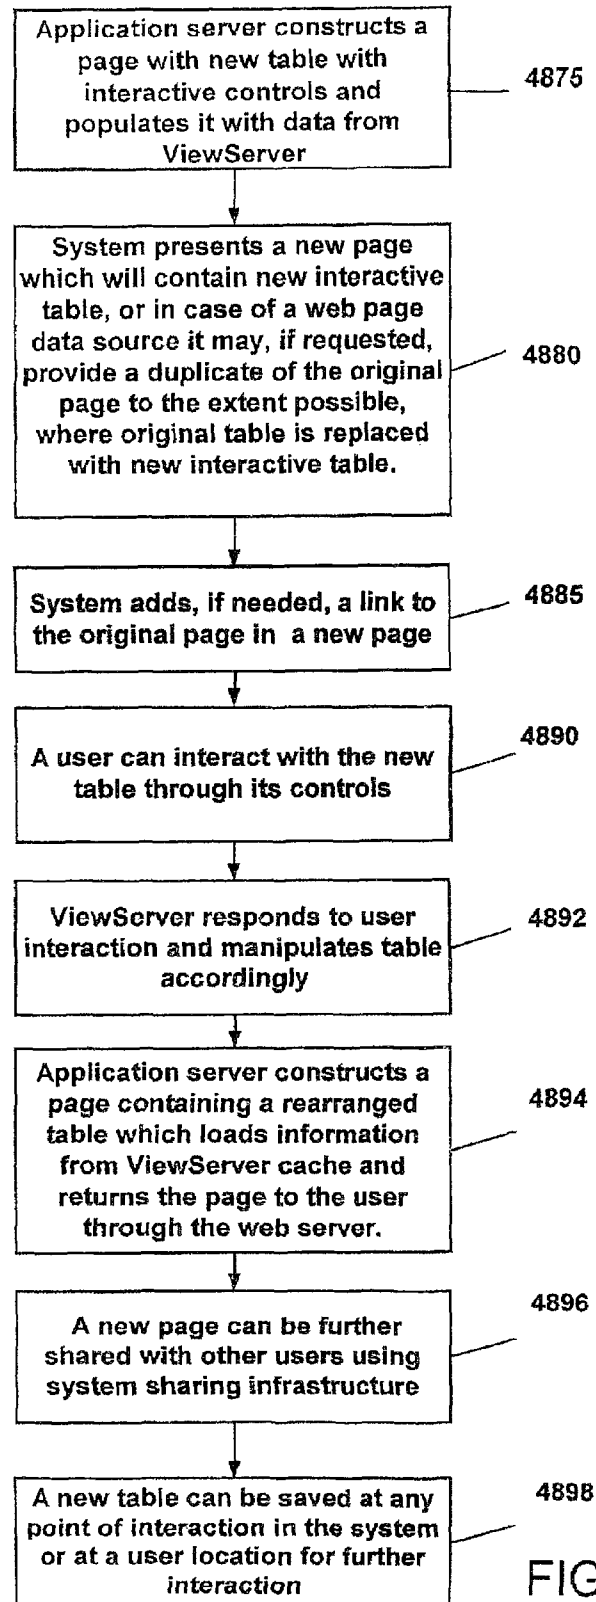 Application server constructs a
page with new table with
interactive controls and
populates it with data from
ViewServer
4875
System presents a new page
which will contain new interactive
table, or in case of a web page
data source it may, if requested,
provide a duplicate of the original
page to the extent possible,
where original table is replaced
with new interactive table.
4880
System adds, if needed, a link to
the original page in a new page
4885
A user can interact with the new
table through its controls
4890
ViewServer responds to user
interaction and manipulates table
accordingly
4892
Application server constructs a
page containing a rearranged
table which loads information
from ViewServer cache and
returns the page to the user
through the web server.
4894
A new page can be further
shared with other users using
system sharing infrastructure
4896
A new table can be saved at any
point of interaction in the system
or at a user location for further
interaction
4898
FIG